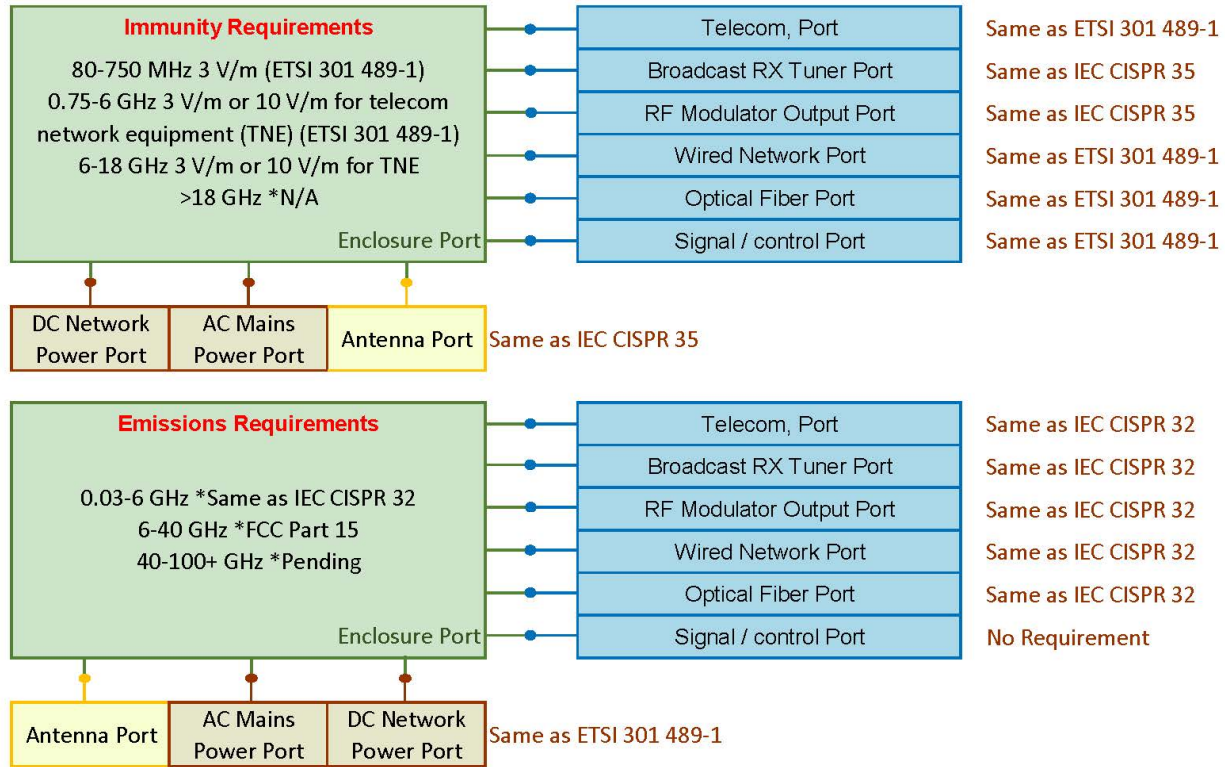 Immunity Requirements
80-750 MHz 3 V/m (ETSI 301 489-1)
0.75-6 GHz 3 V/m or 10 V/m for telecom
network equipment (TNE) (ETSI 301 489-1)
6-18 GHz 3 V/m or 10 V/m for TNE
>18 GHz *N/A
Enclosure Port
Telecom, Port Same as ETSI 301 489-1
Broadcast RX Tuner Port Same as IEC CISPR 35
RF Modulator Output Port Same as IEC CISPR 35
Wired Network Port Same as ETSI 301 489-1
Optical Fiber Port Same as ETSI 301 489-1
Signal / control Port Same as ETSI 301 489-1
DC Network
Power Port
AC Mains
Power Port
Antenna Port
Same as IEC CISPR 35
Emissions Requirements
0.03-6 GHz *Same as IEC CISPR 32
6-40 GHz *FCC Part 15
40-100+ GHz *Pending
Enclosure Port
Telecom, Port Same as IEC CISPR 32
Broadcast RX Tuner Port Same as IEC CISPR 32
RF Modulator Output Port Same as IEC CISPR 32
Wired Network Port Same as IEC CISPR 32
Optical Fiber Port Same as IEC CISPR 32
Signal / control Port No Requirement
Antenna Port
AC Mains
Power Port
DC Network
Power Port
Same as ETSI 301 489-1